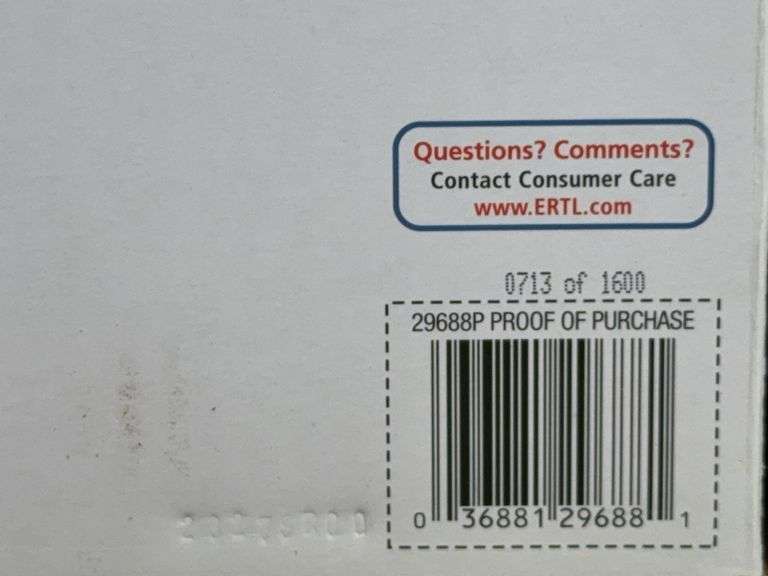 Questions? Comments?
Contact Consumer Care
www.ERTL.com
0713 of 1600
29688P PROOF OF PURCHASE
0 36881 29688 1